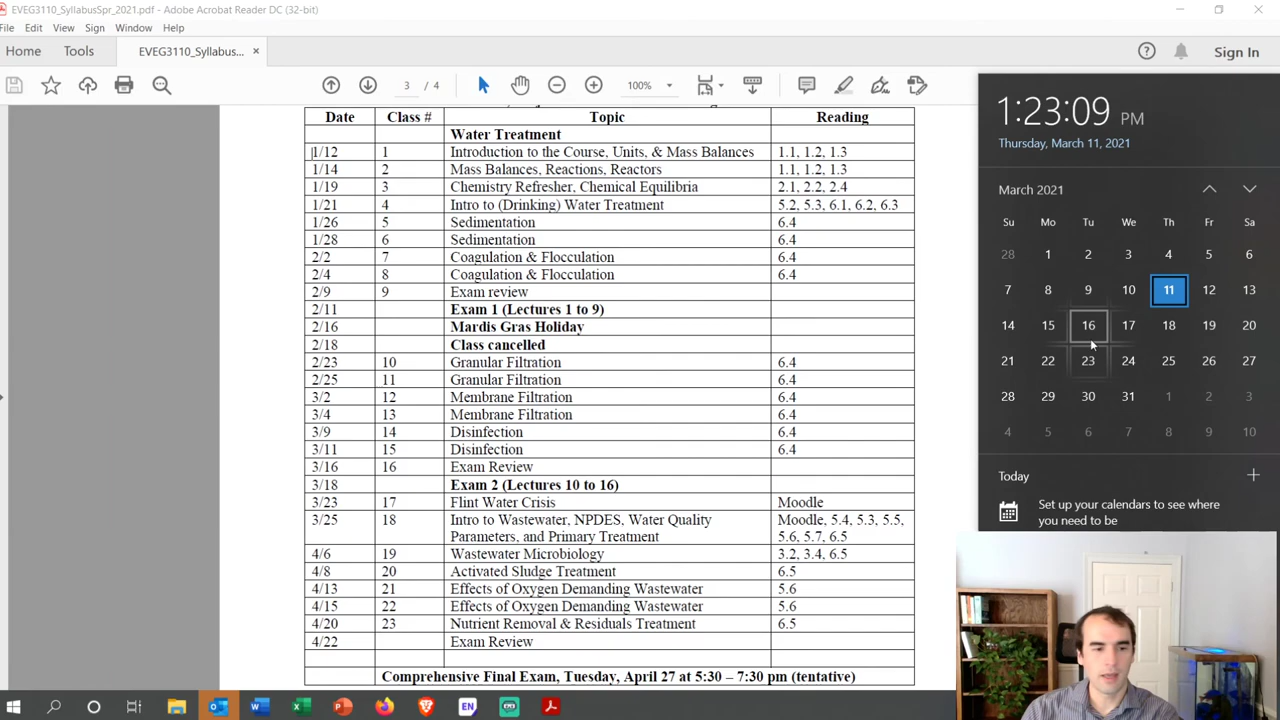 EVEG3110_SyllabusSpr_2021.pdf - Adobe Acrobat Reader DC (32-bit)
File Edit View Sign Window Help
Home Tools EVEG3110_Syllabus... × Sign In
3 / 4 100%
Date Class # Topic Reading
Water Treatment
1/12 1 Introduction to the Course, Units, & Mass Balances 1.1, 1.2, 1.3
1/14 2 Mass Balances, Reactions, Reactors 1.1, 1.2, 1.3
1/19 3 Chemistry Refresher, Chemical Equilibria 2.1, 2.2, 2.4
1/21 4 Intro to (Drinking) Water Treatment 5.2, 5.3, 6.1, 6.2, 6.3
1/26 5 Sedimentation 6.4
1/28 6 Sedimentation 6.4
2/2 7 Coagulation & Flocculation 6.4
2/4 8 Coagulation & Flocculation 6.4
2/9 9 Exam review
2/11 Exam 1 (Lectures 1 to 9)
2/16 Mardis Gras Holiday
2/18 Class cancelled
2/23 10 Granular Filtration 6.4
2/25 11 Granular Filtration 6.4
3/2 12 Membrane Filtration 6.4
3/4 13 Membrane Filtration 6.4
3/9 14 Disinfection 6.4
3/11 15 Disinfection 6.4
3/16 16 Exam Review
3/18 Exam 2 (Lectures 10 to 16)
3/23 17 Flint Water Crisis Moodle
3/25 18 Intro to Wastewater, NPDES, Water Quality Moodle, 5.4, 5.3, 5.5,
Parameters, and Primary Treatment 5.6, 5.7, 6.5
4/6 19 Wastewater Microbiology 3.2, 3.4, 6.5
4/8 20 Activated Sludge Treatment 6.5
4/13 21 Effects of Oxygen Demanding Wastewater 5.6
4/15 22 Effects of Oxygen Demanding Wastewater 5.6
4/20 23 Nutrient Removal & Residuals Treatment 6.5
4/22 Exam Review
Comprehensive Final Exam, Tuesday, April 27 at 5:30 – 7:30 pm (tentative)
1:23:09 PM
Thursday, March 11, 2021
March 2021
Su Mo Tu We Th Fr Sa
28 1 2 3 4 5 6
7 8 9 10 11 12 13
14 15 16 17 18 19 20
21 22 23 24 25 26 27
28 29 30 31 1 2 3
4 5 6 7 8 9 10
Today
Set up your calendars to see where
you need to be
EN